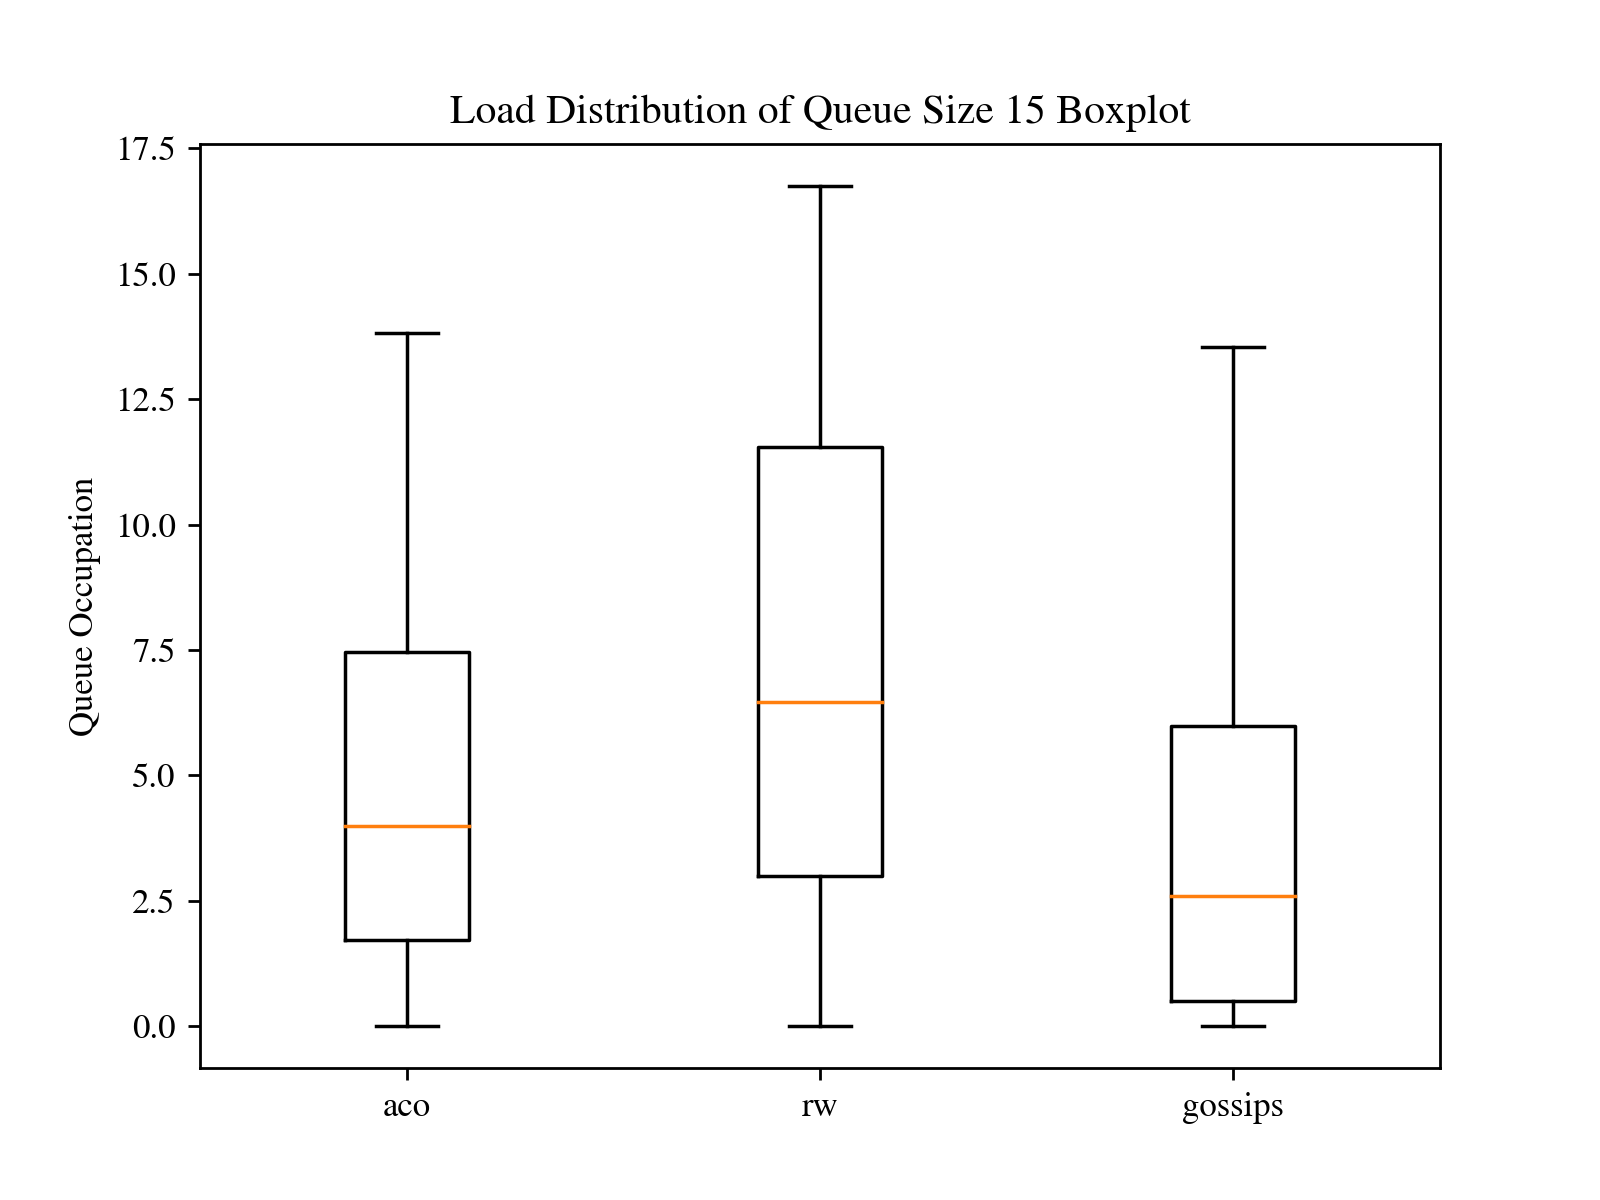 Load Distribution of Queue Size 15 Boxplot
17.5
15.0
12.5
10.0
7.5
5.0
2.5
0.0
Queue Occupation
aco
rw
gossips